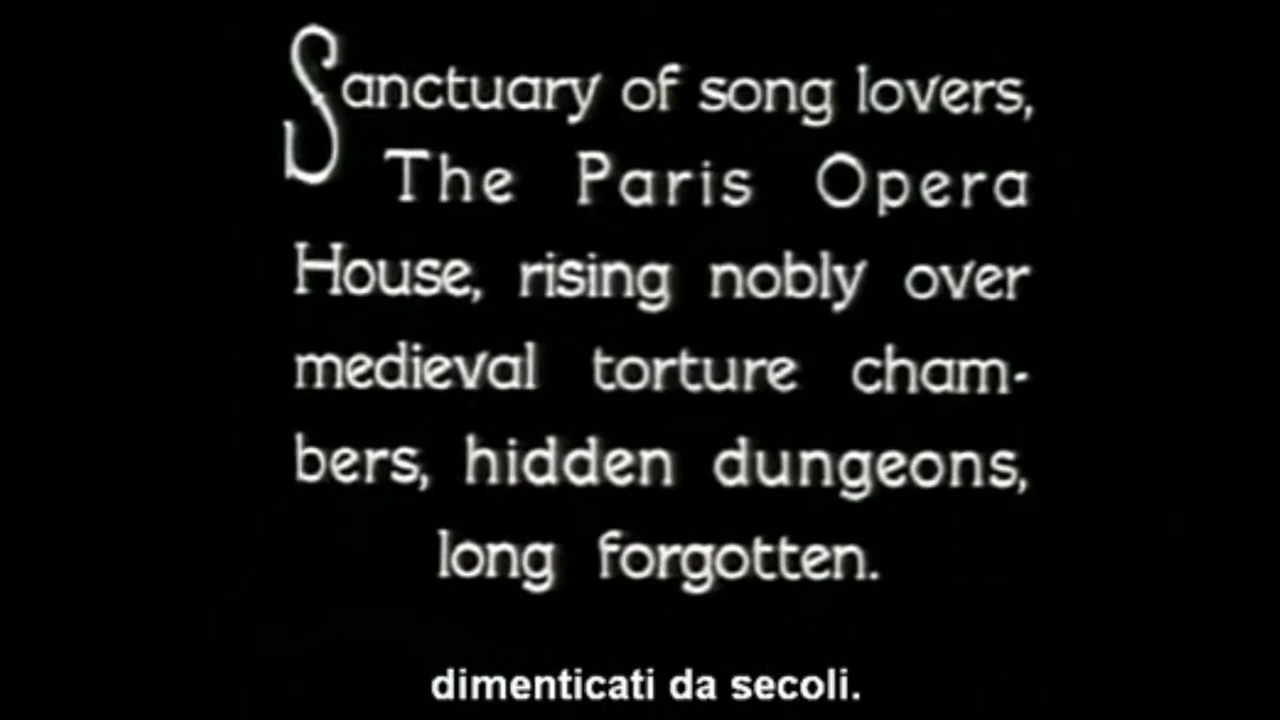 Sanctuary of song lovers,
The Paris Opera
House, rising nobly over
medieval torture cham-
bers, hidden dungeons,
long forgotten.
dimenticati da secoli.